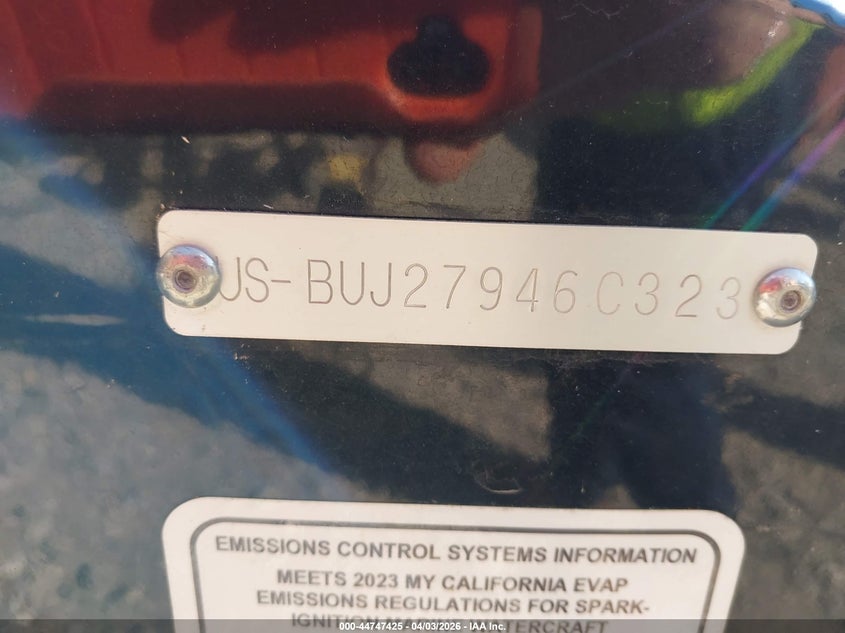 US-BUJ27946C323
EMISSIONS CONTROL SYSTEMS INFORMATION
MEETS 2023 MY CALIFORNIA EVAP
EMISSIONS REGULATIONS FOR SPARK-
IGNITION
000-44747425 - 04/03/2026 - IAA Inc.